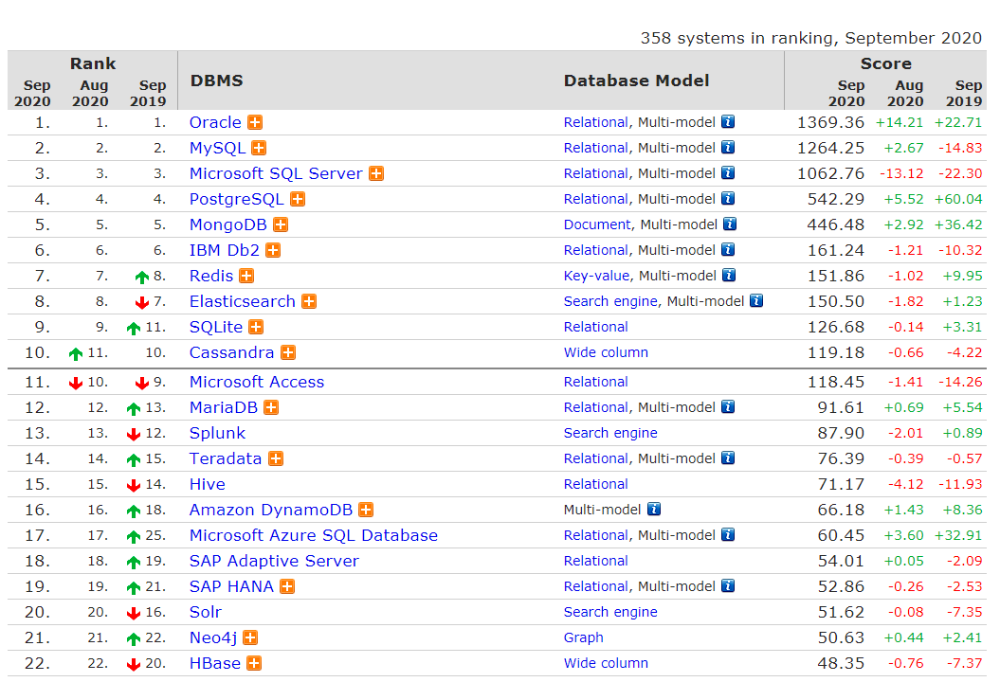 358 systems in ranking, September 2020
Rank DBMS Database Model Score
Sep 2020 Aug 2020 Sep 2019 Sep 2020 Aug 2020 Sep 2019
1. 1. 1. Oracle Relational, Multi-model 1369.36 +14.21 +22.71
2. 2. 2. MySQL Relational, Multi-model 1264.25 +2.67 -14.83
3. 3. 3. Microsoft SQL Server Relational, Multi-model 1062.76 -13.12 -22.30
4. 4. 4. PostgreSQL Relational, Multi-model 542.29 +5.52 +60.04
5. 5. 5. MongoDB Document, Multi-model 446.48 +2.92 +36.42
6. 6. 6. IBM Db2 Relational, Multi-model 161.24 -1.21 -10.32
7. 7. 8. Redis Key-value, Multi-model 151.86 -1.02 +9.95
8. 8. 7. Elasticsearch Search engine, Multi-model 150.50 -1.82 +1.23
9. 9. 11. SQLite Relational 126.68 -0.14 +3.31
10. 11. 10. Cassandra Wide column 119.18 -0.66 -4.22
11. 10. 9. Microsoft Access Relational 118.45 -1.41 -14.26
12. 12. 13. MariaDB Relational, Multi-model 91.61 +0.69 +5.54
13. 13. 12. Splunk Search engine 87.90 -2.01 +0.89
14. 14. 15. Teradata Relational, Multi-model 76.39 -0.39 -0.57
15. 15. 14. Hive Relational 71.17 -4.12 -11.93
16. 16. 18. Amazon DynamoDB Multi-model 66.18 +1.43 +8.36
17. 17. 25. Microsoft Azure SQL Database Relational, Multi-model 60.45 +3.60 +32.91
18. 18. 19. SAP Adaptive Server Relational 54.01 +0.05 -2.09
19. 19. 21. SAP HANA Relational, Multi-model 52.86 -0.26 -2.53
20. 20. 16. Solr Search engine 51.62 -0.08 -7.35
21. 21. 22. Neo4j Graph 50.63 +0.44 +2.41
22. 22. 20. HBase Wide column 48.35 -0.76 -7.37